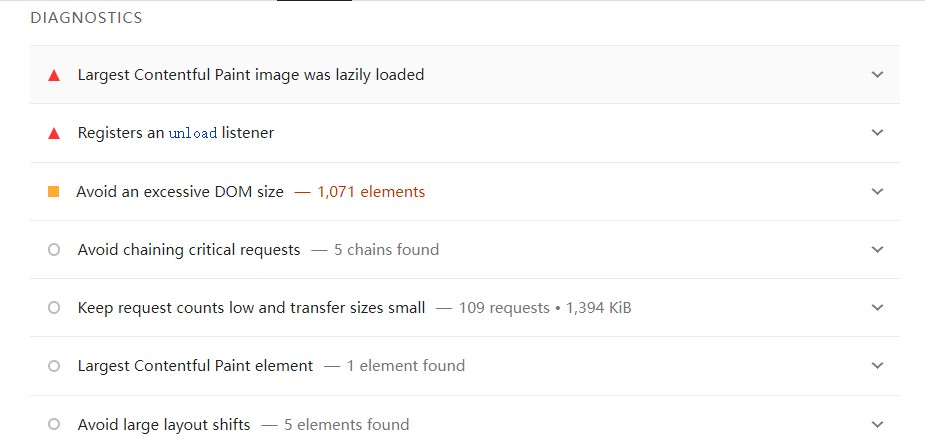 DIAGNOSTICS
Largest Contentful Paint image was lazily loaded
Registers an unload listener
Avoid an excessive DOM size — 1,071 elements
Avoid chaining critical requests — 5 chains found
Keep request counts low and transfer sizes small — 109 requests • 1,394 KiB
Largest Contentful Paint element — 1 element found
Avoid large layout shifts — 5 elements found